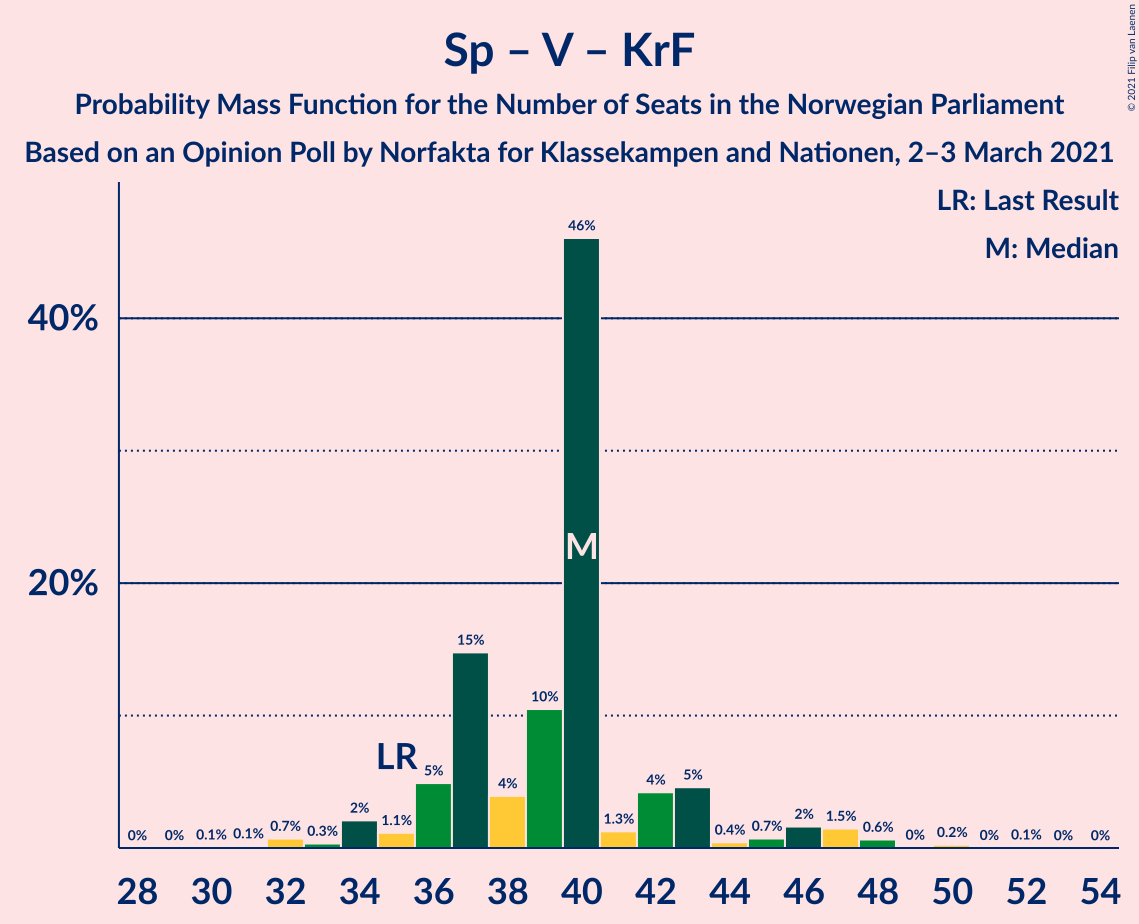 Sp – V – KrF
Probability Mass Function for the Number of Seats in the Norwegian Parliament
Based on an Opinion Poll by Norfakta for Klassekampen and Nationen, 2–3 March 2021
© 2021 Filip van Laenen
LR: Last Result
M: Median
40%
20%
0% 0% 0.1% 0.1% 0.7% 0.3% 2% 1.1% 5% 15% 4% 10% 46% 1.3% 4% 5% 0.4% 0.7% 2% 1.5% 0.6% 0% 0.2% 0% 0.1% 0% 0%
LR
M
28 30 32 34 36 38 40 42 44 46 48 50 52 54